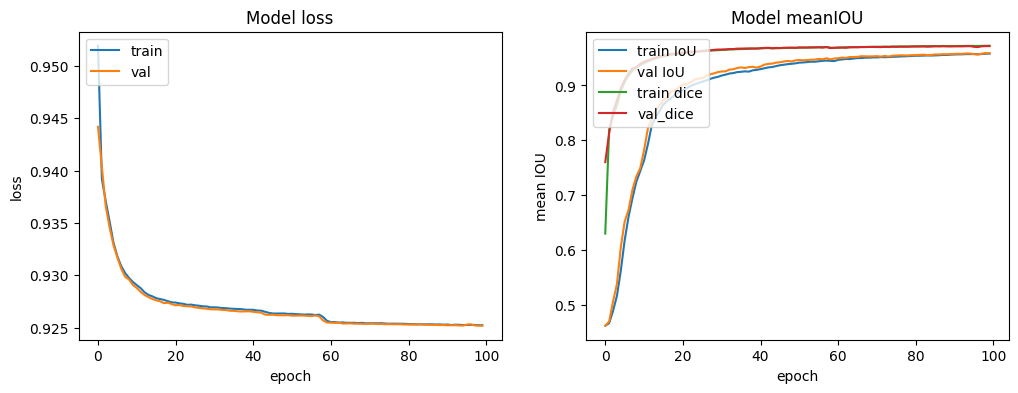 Model loss
train
val
0.950
0.945
0.940
0.935
0.930
0.925
loss
0 20 40 60 80 100
epoch
Model meanIOU
train IoU
val IoU
train dice
val_dice
0.9
0.8
0.7
0.6
0.5
mean IOU
0 20 40 60 80 100
epoch